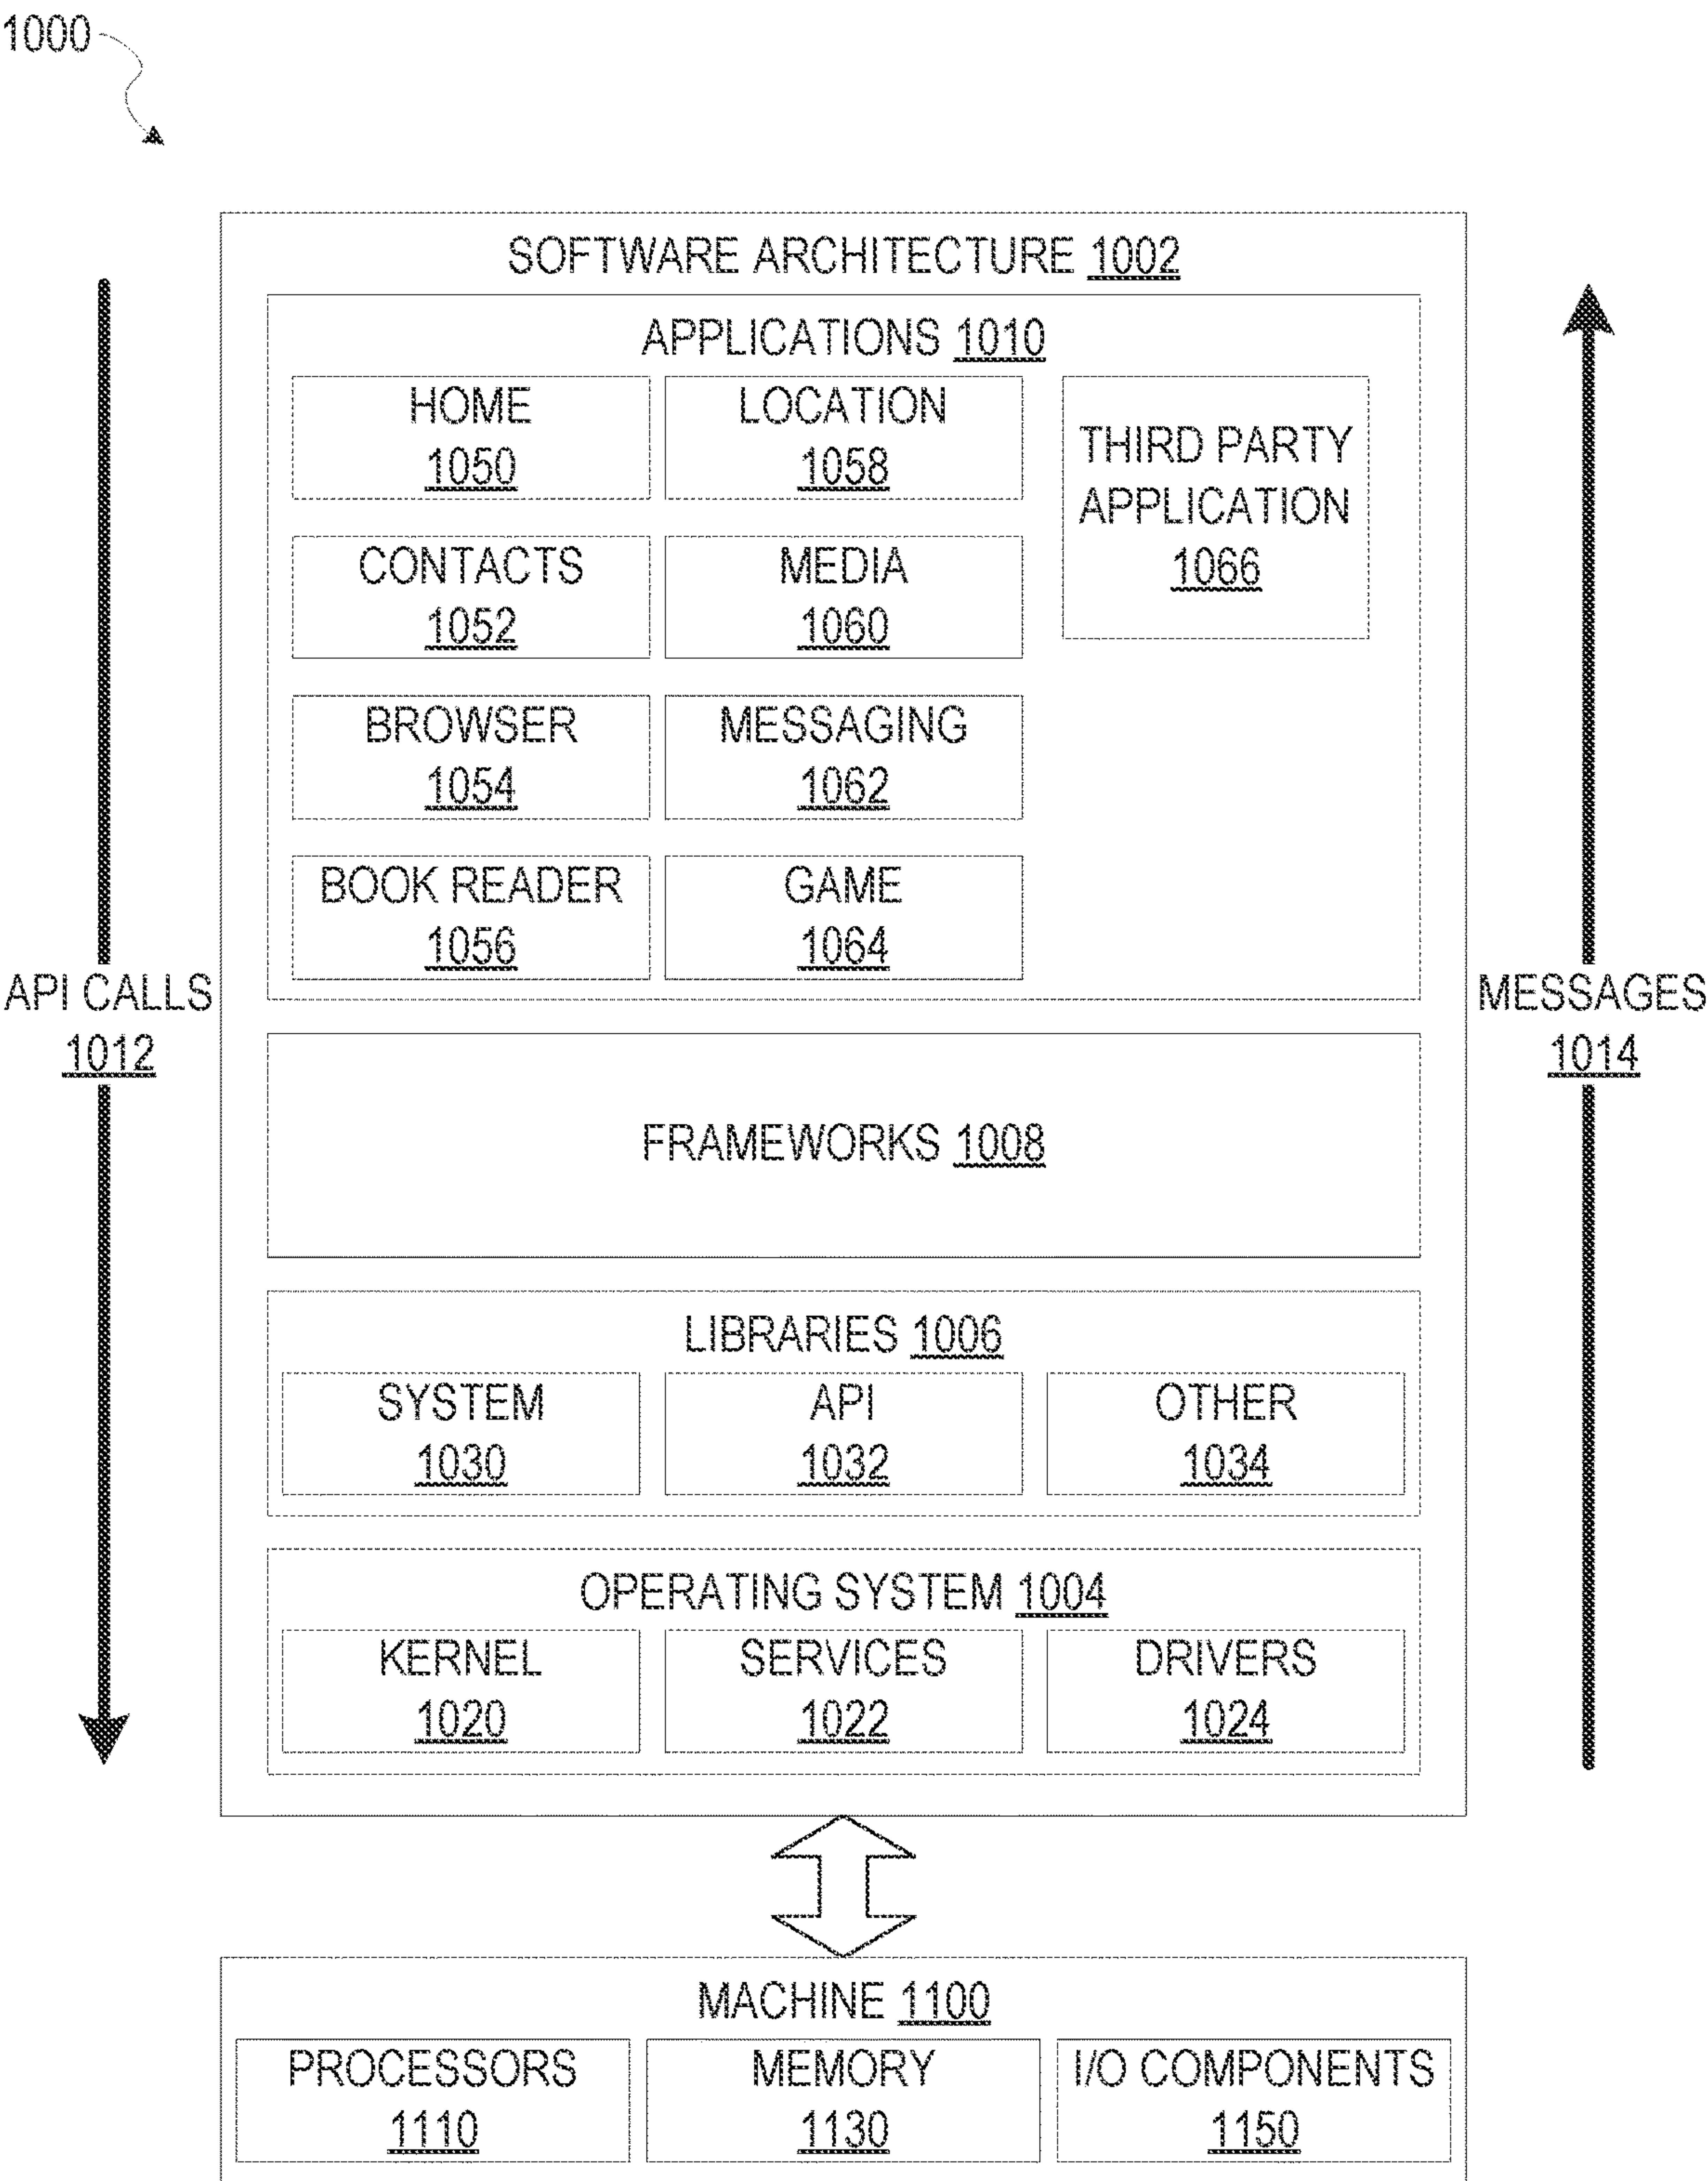 1000
SOFTWARE ARCHITECTURE 1002
APPLICATIONS 1010
HOME
1050
LOCATION
1058
THIRD PARTY
APPLICATION
1066
CONTACTS
1052
MEDIA
1060
BROWSER
1054
MESSAGING
1062
BOOK READER
1056
GAME
1064
API CALLS
1012
MESSAGES
1014
FRAMEWORKS 1008
LIBRARIES 1006
SYSTEM
1030
API
1032
OTHER
1034
OPERATING SYSTEM 1004
KERNEL
1020
SERVICES
1022
DRIVERS
1024
MACHINE 1100
PROCESSORS
1110
MEMORY
1130
I/O COMPONENTS
1150